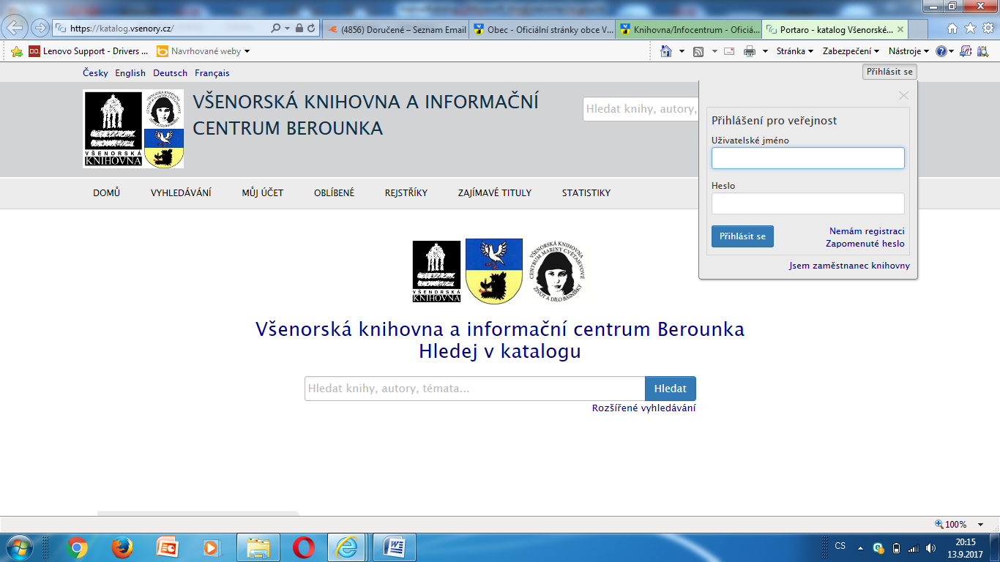 https://katalog.vsenory.cz/
(4856) Doručené – Seznam Email
Obec - Oficiální stránky obce V...
Knihovna/Infocentrum - Oficiá...
Portaro - katalog Všenorské...
Lenovo Support - Drivers ...
Navrhované weby
Stránka
Zabezpečení
Nástroje
Česky English Deutsch Français
Přihlásit se
VŠENORSKÁ
KNIHOVNA
VŠENORSKÁ KNIHOVNA A INFORMAČNÍ
CENTRUM BEROUNKA
Hledat knihy, autory,
Přihlášení pro veřejnost
Uživatelské jméno
Heslo
Přihlásit se
Nemám registraci
Zapomenuté heslo
Jsem zaměstnanec knihovny
DOMŮ VYHLEDÁVÁNÍ MŮJ ÚČET OBLÍBENÉ REJSTŘÍKY ZAJÍMAVÉ TITULY STATISTIKY
VŠENORSKÁ
KNIHOVNA
VŠENORSKÁ KNIHOVNA
CENTRUM MARINY CVĚTAJEVOVÉ
ŽIVOT A DÍLO BÁSNÍŘKY
Všenorská knihovna a informační centrum Berounka
Hledej v katalogu
Hledat knihy, autory, témata...
Hledat
Rozšířené vyhledávání
100%
CS
20:15
13.9.2017